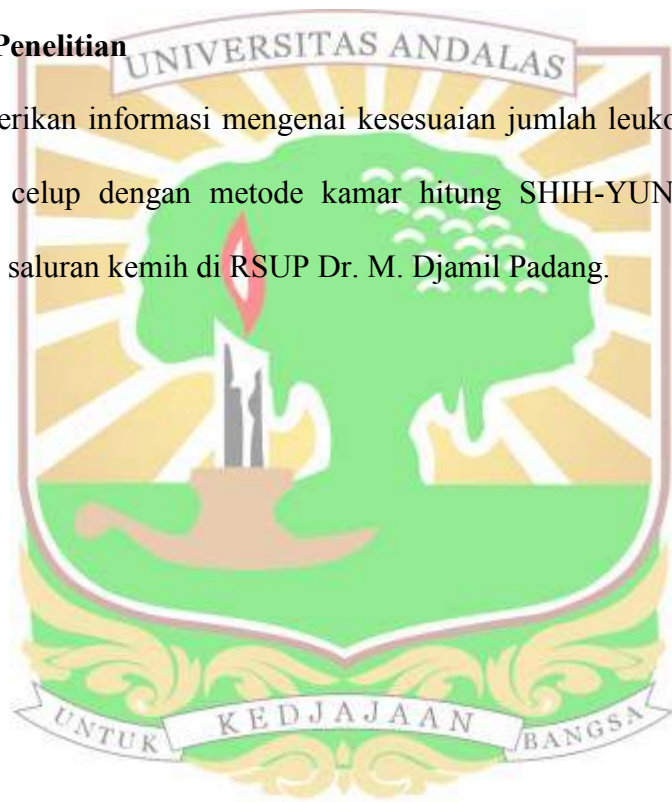 Penelitian
UNIVERSITAS ANDALAS
erikan informasi mengenai kesesuaian jumlah leuko
celup dengan metode kamar hitung SHIH-YUN
saluran kemih di RSUP Dr. M. Djamil Padang.
UNTUK KEDJAJAAN BANGSA